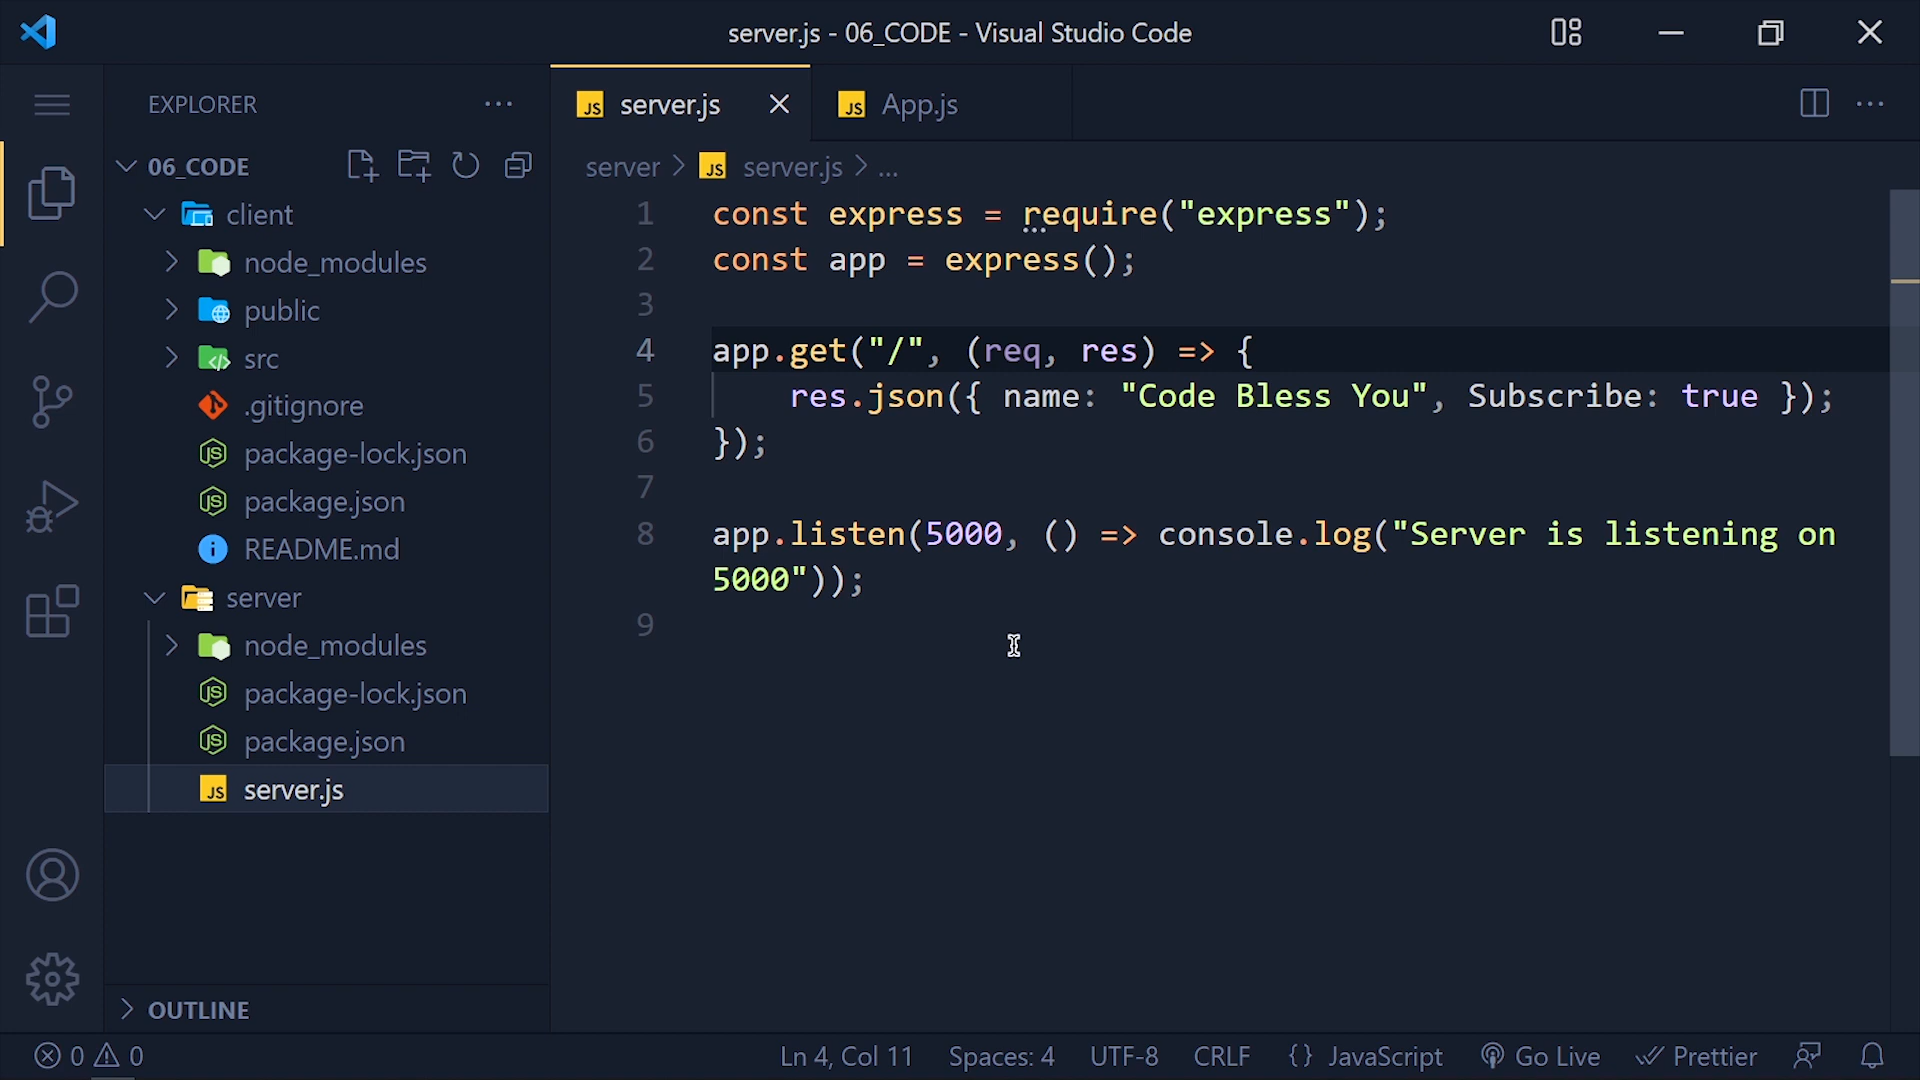 server.js - 06_CODE - Visual Studio Code
EXPLORER ...
JS server.js
JS App.js
06_CODE
server > JS server.js > ...
client
node_modules
public
src
.gitignore
package-lock.json
package.json
README.md
server
node_modules
package-lock.json
package.json
JS server.js
OUTLINE
1 const express = require("express");
2 const app = express();
3
4 app.get("/", (req, res) => {
5 res.json({ name: "Code Bless You", Subscribe: true });
6 });
7
8 app.listen(5000, () => console.log("Server is listening on
5000"));
9
0 0 Ln 4, Col 11 Spaces: 4 UTF-8 CRLF {} JavaScript Go Live Prettier